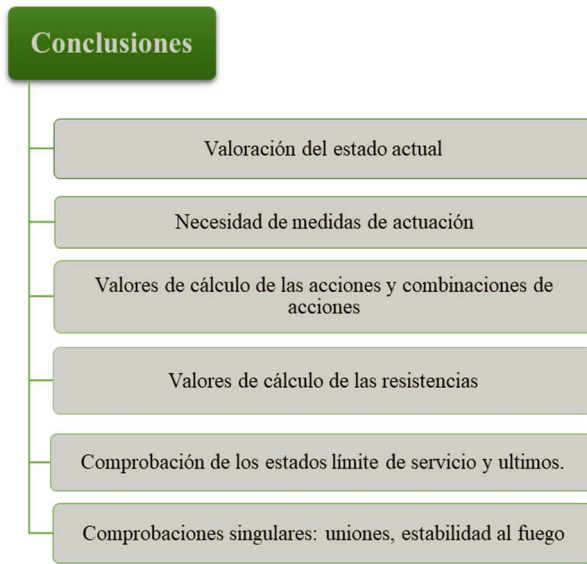 Conclusiones
Valoración del estado actual
Necesidad de medidas de actuación
Valores de cálculo de las acciones y combinaciones de
acciones
Valores de cálculo de las resistencias
Comprobación de los estados límite de servicio y ultimos.
Comprobaciones singulares: uniones, estabilidad al fuego